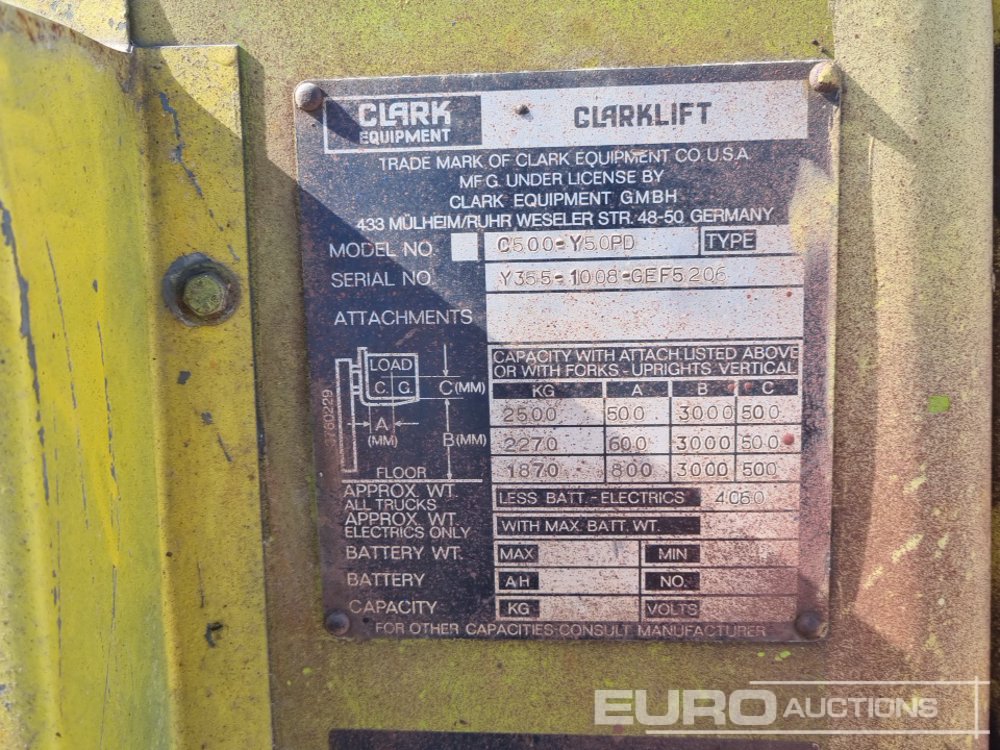 CLARK
EQUIPMENT
CLARKLIFT
TRADE MARK OF CLARK EQUIPMENT CO. U.S.A.
MFG. UNDER LICENSE BY
CLARK EQUIPMENT GMBH
433 MÜLHEIM/RUHR WESELER STR. 48-50 GERMANY
MODEL NO. C500-Y50PD TYPE
SERIAL NO. Y355-1008-GEF5206
ATTACHMENTS
CAPACITY WITH ATTACH LISTED ABOVE
OR WITH FORKS - UPRIGHTS VERTICAL
KG A B C
2500 500 3000 500
2270 600 3000 500
1870 800 3000 500
LOAD
C. G.
C (MM)
A
(MM)
B (MM)
FLOOR
3780229
APPROX. WT.
ALL TRUCKS
LESS BATT.-ELECTRICS 4060
APPROX. WT.
ELECTRICS ONLY
WITH MAX. BATT. WT.
BATTERY WT. MAX MIN
BATTERY AH NO.
CAPACITY KG VOLTS
FOR OTHER CAPACITIES-CONSULT MANUFACTURER
EURO AUCTIONS